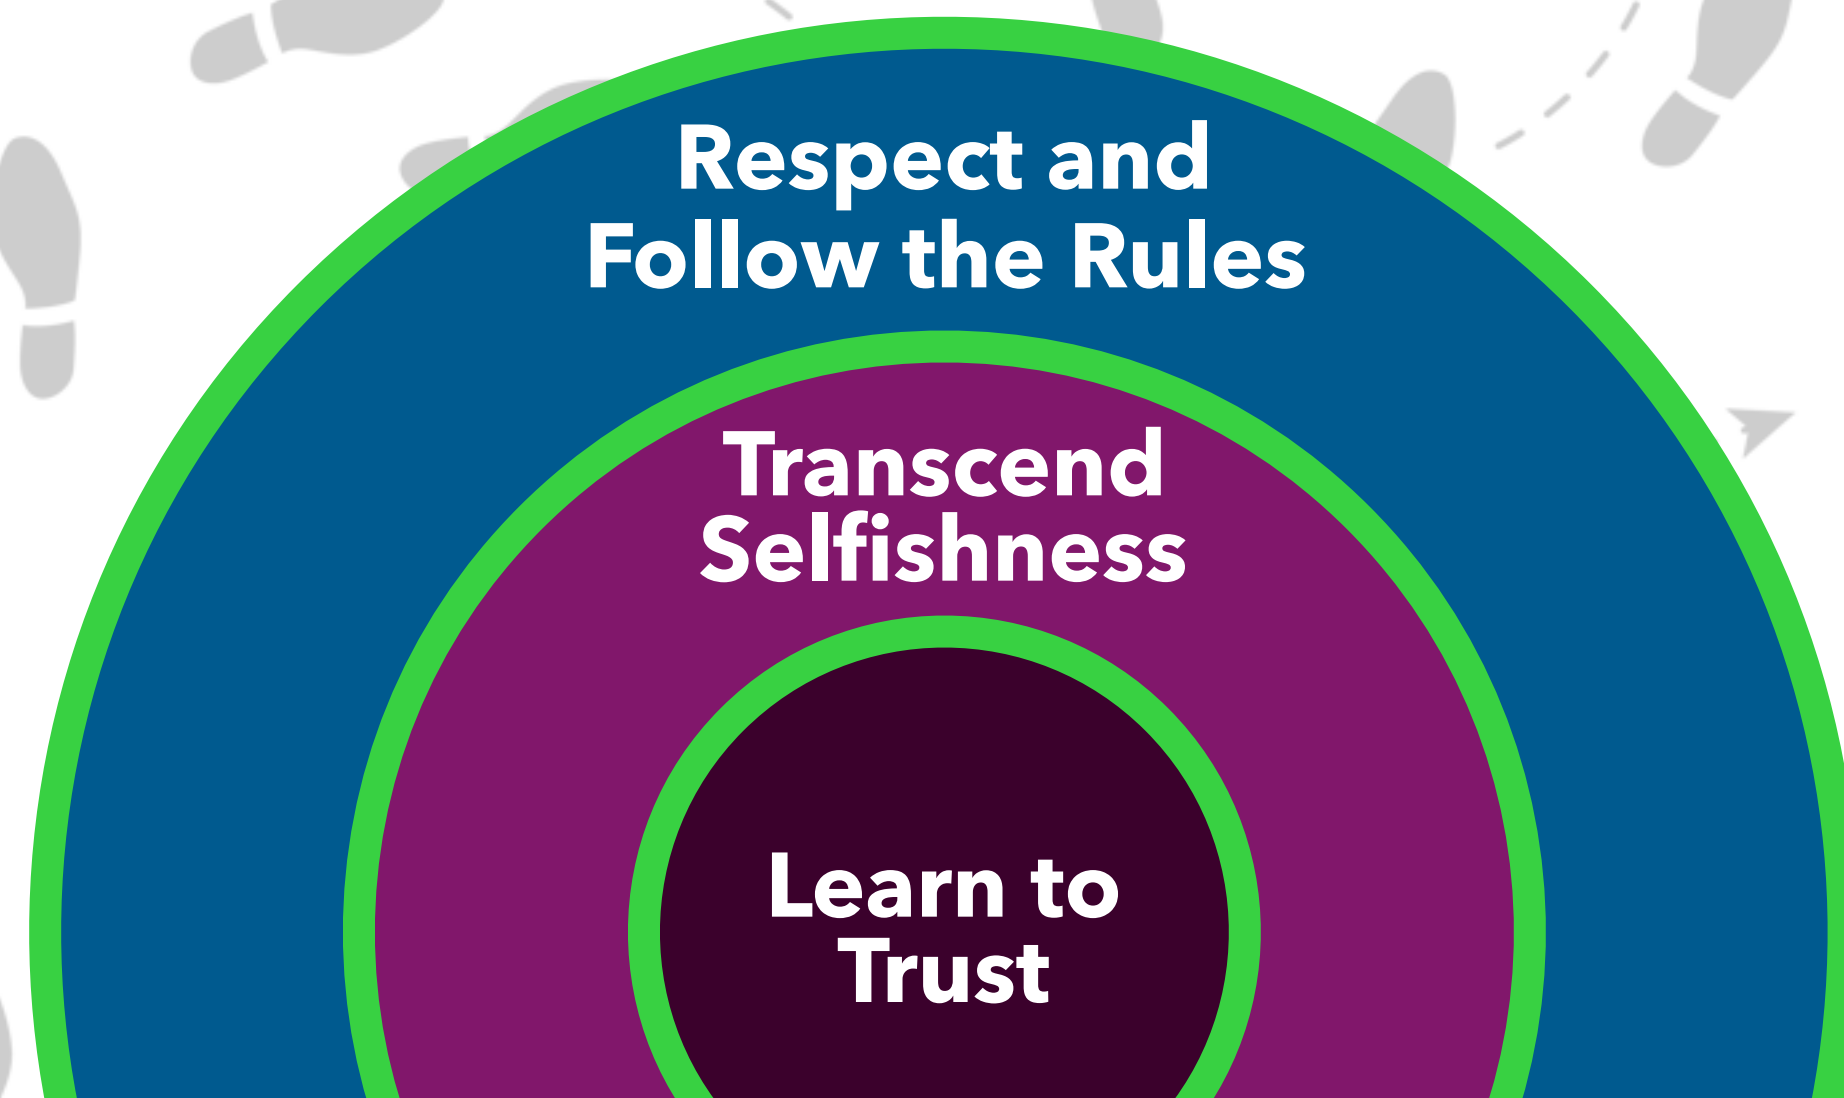 Respect and
Follow the Rules
Transcend
Selfishness
Learn to
Trust